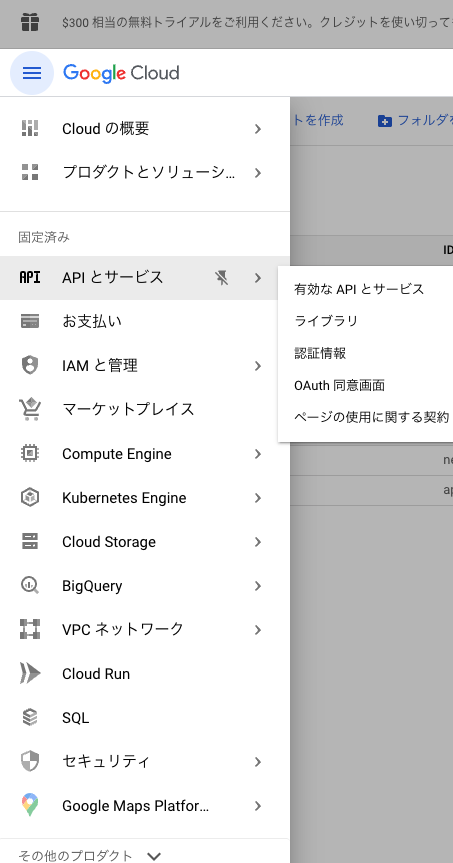 $300 相当の無料トライアルをご利用ください。クレジットを使い切って
Google Cloud
Cloud の概要
トを作成
フォルダを
プロダクトとソリューシ...
固定済み
ID
API API とサービス
有効な API とサービス
ライブラリ
認証情報
OAuth 同意画面
ページの使用に関する契約
お支払い
IAM と管理
マーケットプレイス
Compute Engine
ne
Kubernetes Engine
ap
Cloud Storage
BigQuery
VPC ネットワーク
Cloud Run
SQL
セキュリティ
Google Maps Platfor...
その他のプロダクト